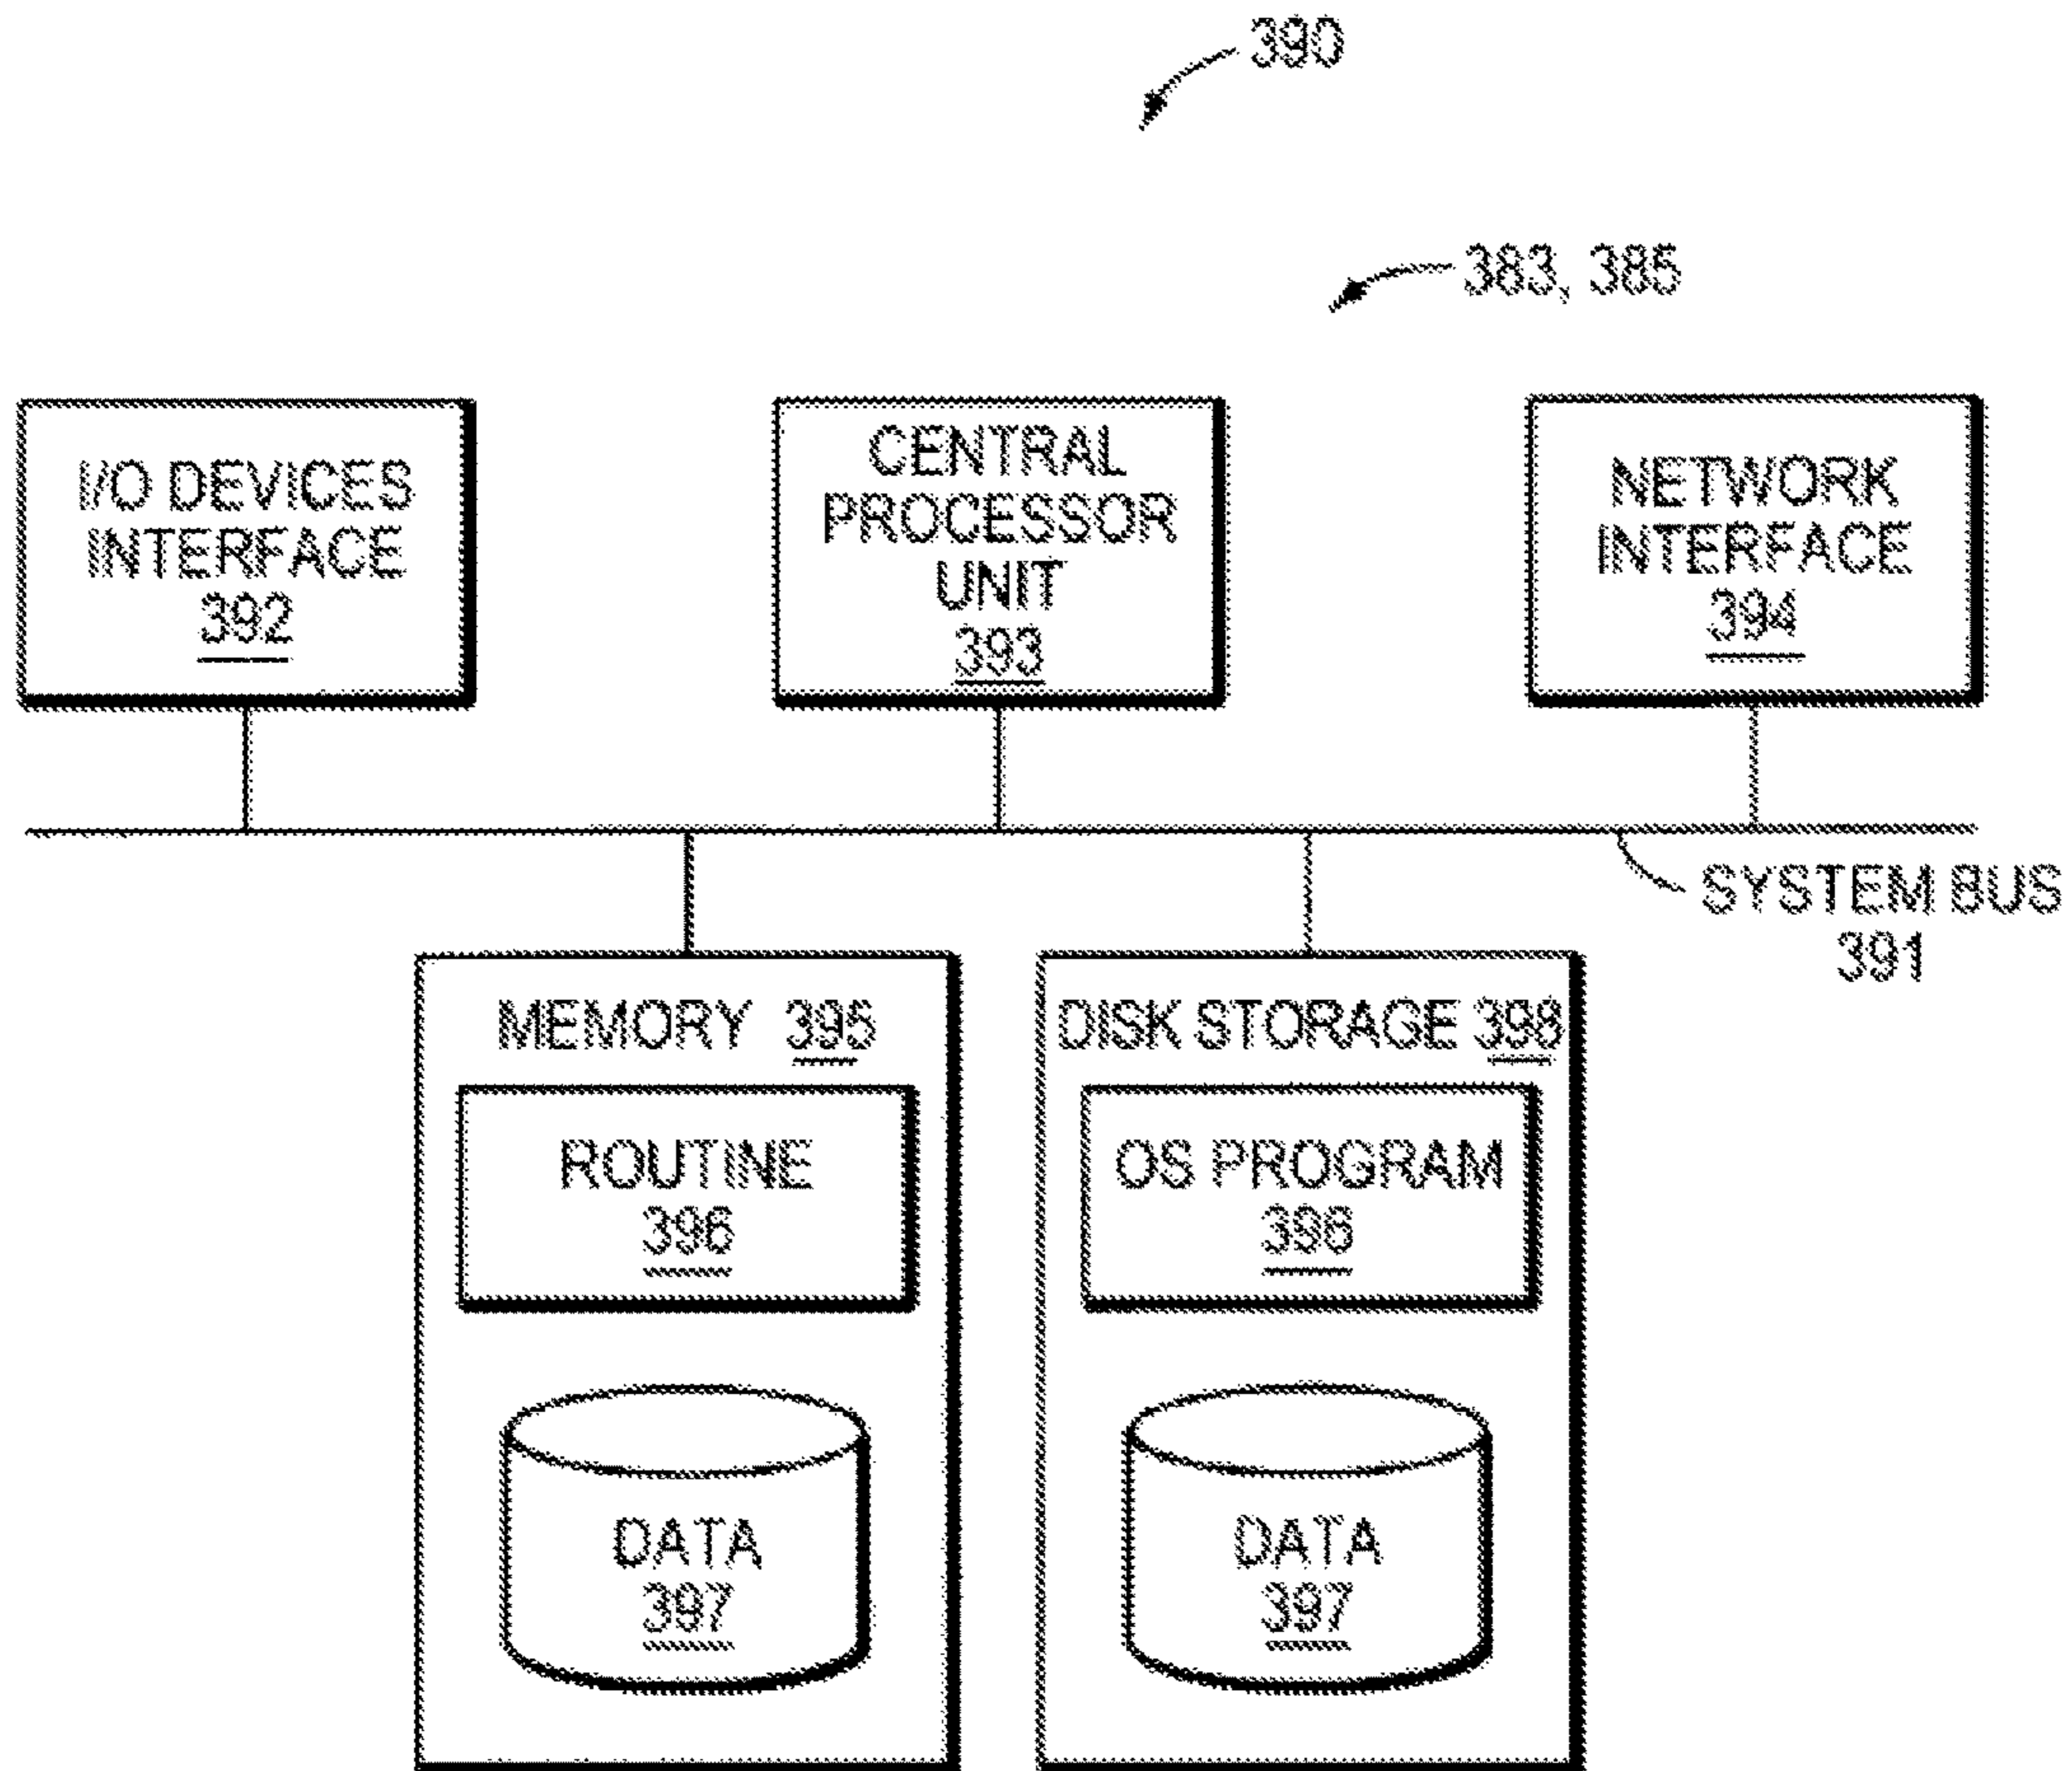 390
383, 385
I/O DEVICES
INTERFACE
392
CENTRAL
PROCESSOR
UNIT
393
NETWORK
INTERFACE
394
SYSTEM BUS
391
MEMORY 395
ROUTINE
396
DATA
397
DISK STORAGE 398
OS PROGRAM
DATA
397